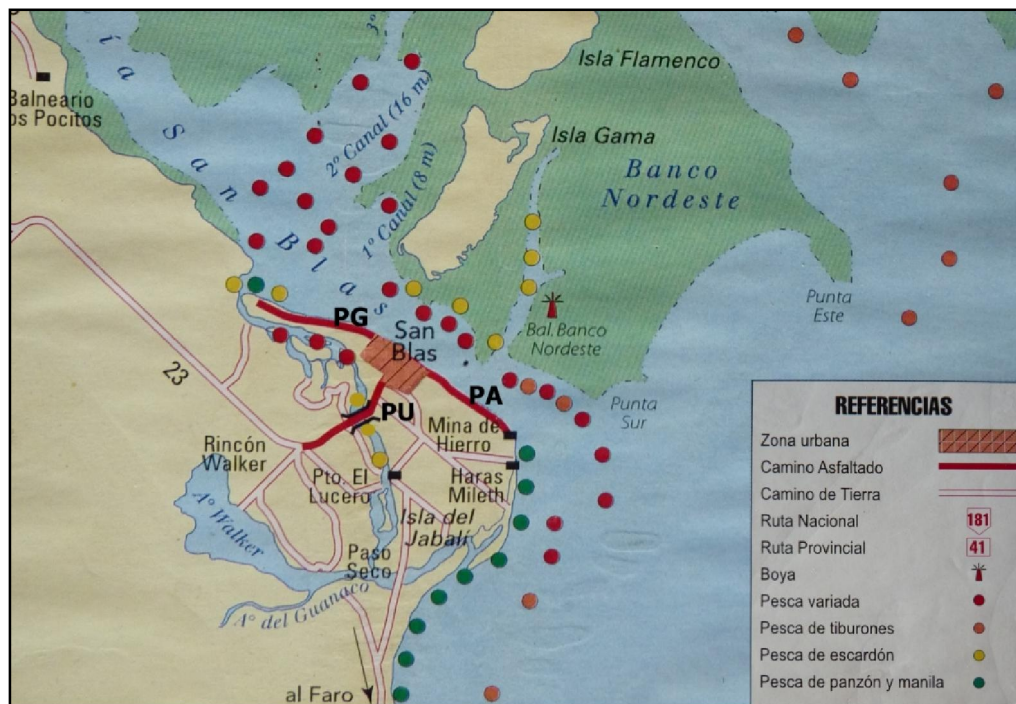 3º
Isla Flamenco
Balneario
os Pocitos
ía San Blas
2º Canal (16 m)
Isla Gama
1º Canal (8 m)
Banco
Nordeste
Punta
Este
PG
San
Blas
Bal. Banco
Nordeste
23
PU
PA
Punta
Sur
Mina de
Hierro
Rincón
Walker
Pto. El
Lucero
Haras
Mileth
Aº Walker
Isla del
Jabalí
Paso
Seco
Aº del Guanaco
al Faro
REFERENCIAS
Zona urbana
Camino Asfaltado
Camino de Tierra
Ruta Nacional 181
Ruta Provincial 41
Boya
Pesca variada
Pesca de tiburones
Pesca de escardón
Pesca de panzón y manila